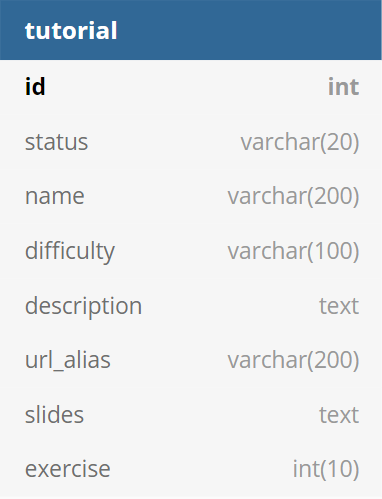 tutorial
id int
status varchar(20)
name varchar(200)
difficulty varchar(100)
description text
url_alias varchar(200)
slides text
exercise int(10)